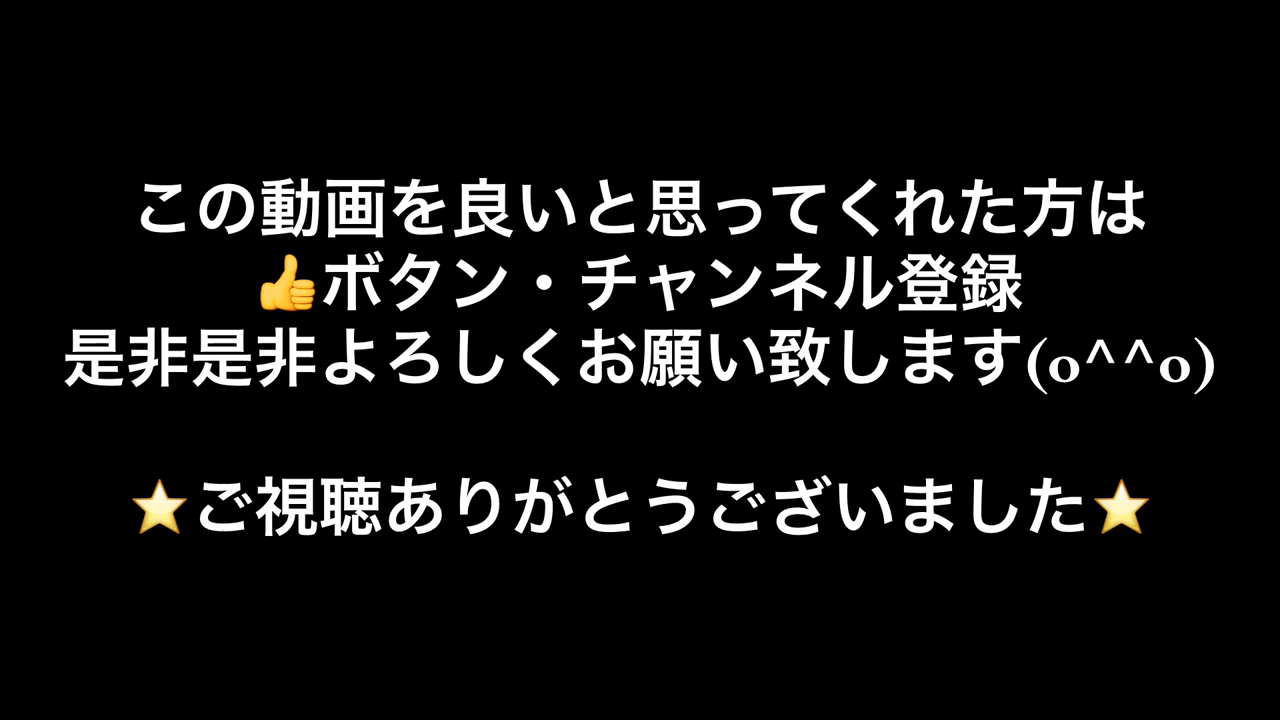 この動画を良いと思ってくれた方は
👍ボタン・チャンネル登録
是非是非よろしくお願い致します(o^^o)
⭐ご視聴ありがとうございました⭐